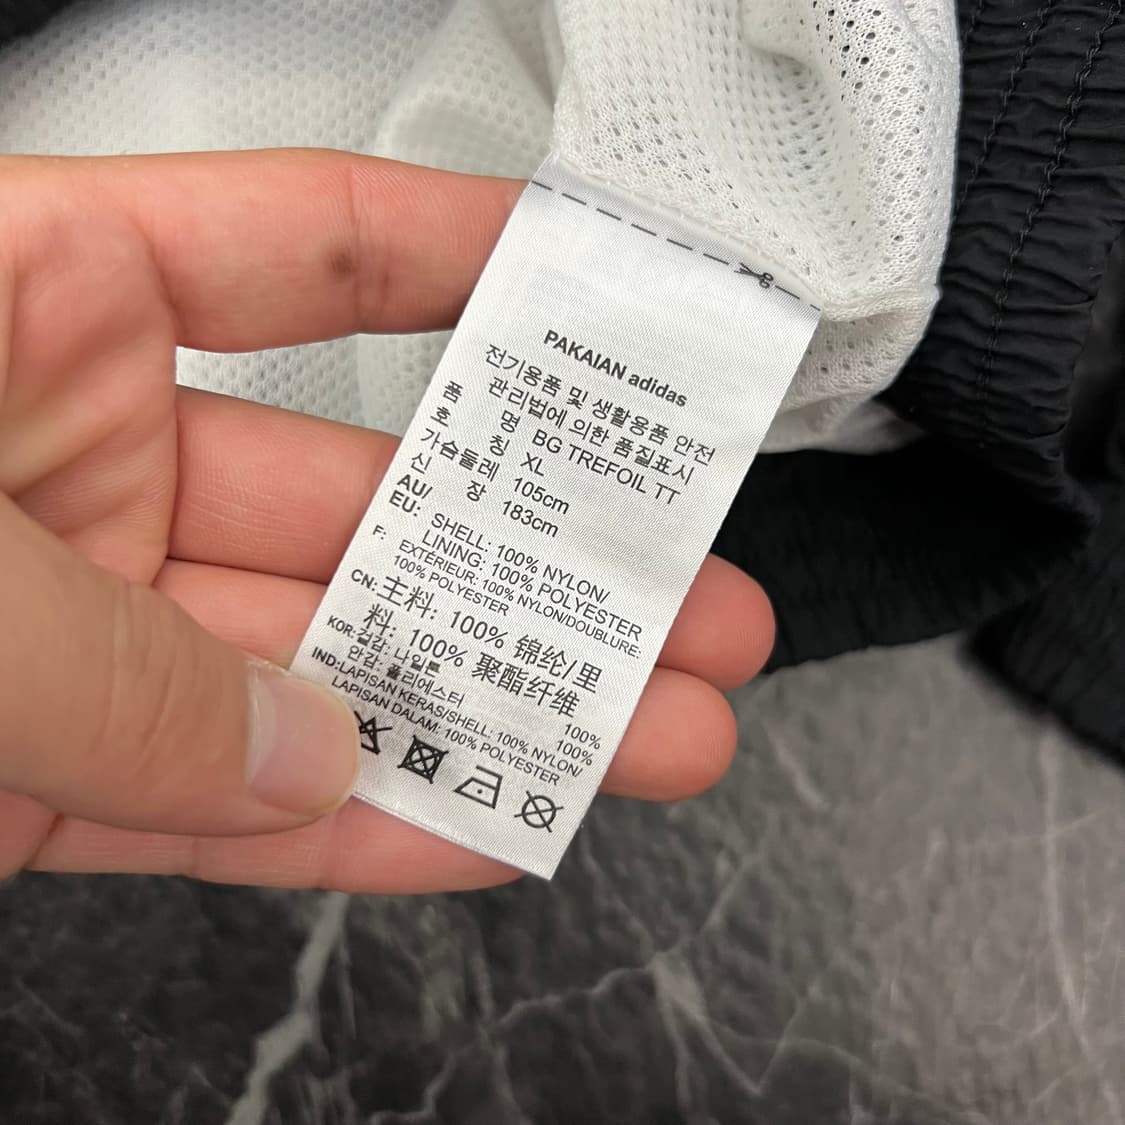 PAKAIAN adidas
전기용품 및 생활용품 안전
관리법에 의한 품질표시
품 명 BG TREFOIL TT
호 칭 XL
가슴둘레 105cm
신 장 183cm
AU/
EU: SHELL: 100% NYLON/
LINING: 100% POLYESTER
F: EXTÉRIEUR: 100% NYLON/DOUBLURE:
100% POLYESTER
CN: 主料: 100% 锦纶/里
料: 100% 聚酯纤维
KOR: 겉감: 나일론 100%
안감: 폴리에스터 100%
IND:LAPISAN KERAS/SHELL: 100% NYLON/
LAPISAN DALAM: 100% POLYESTER